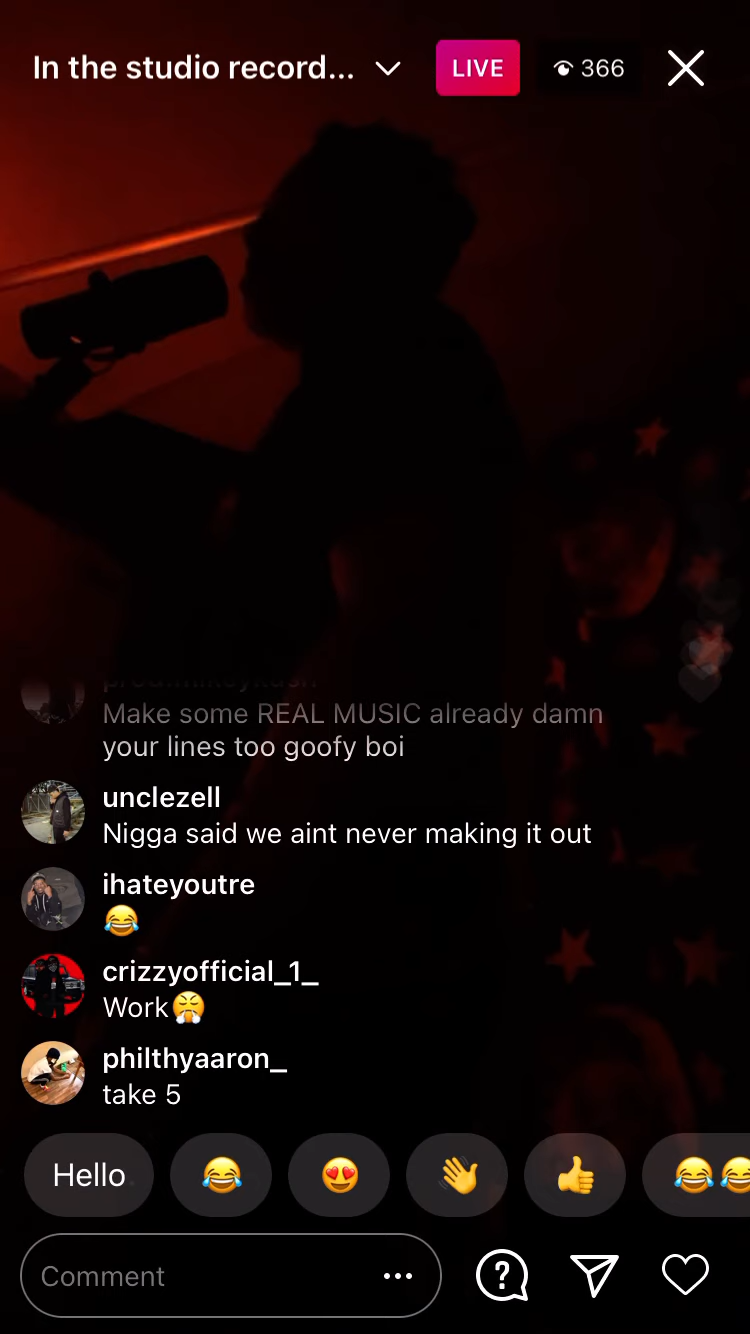 In the studio record...
LIVE
366
Make some REAL MUSIC already damn
your lines too goofy boi
unclezell
Nigga said we aint never making it out
ihateyoutre
😂
crizzyofficial_1_
Work😤
philthyaaron_
take 5
Hello 😂 😍 👋 👍 😂😂
Comment